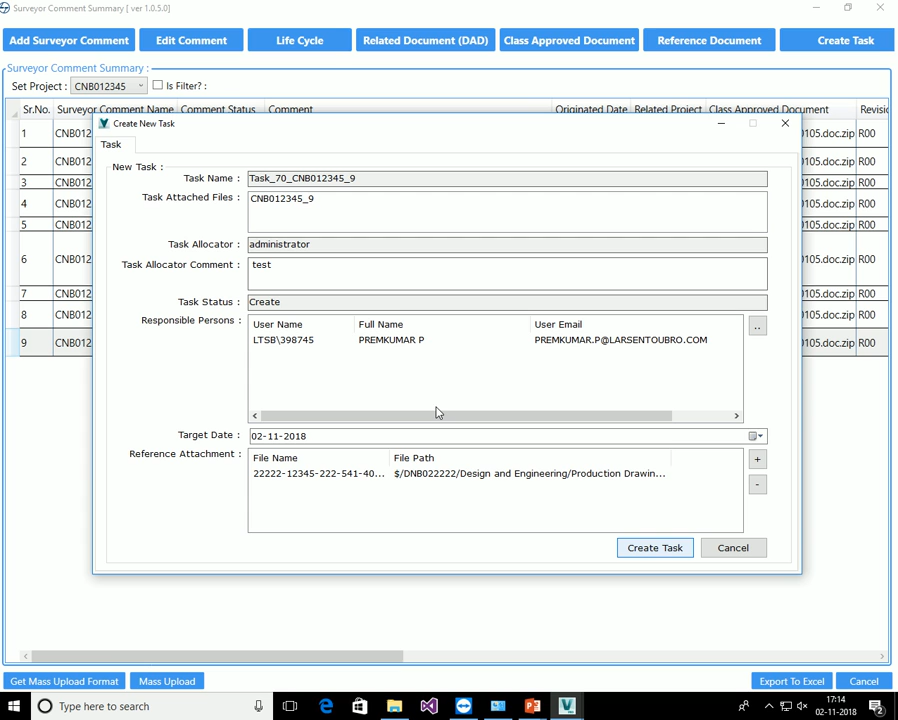 Surveyor Comment Summary [ ver 1.0.5.0]
Add Surveyor Comment
Edit Comment
Life Cycle
Related Document (DAD)
Class Approved Document
Reference Document
Create Task
Surveyor Comment Summary :
Set Project : CNB012345 Is Filter? :
Sr.No. Surveyor Comment Name Comment Status Comment Originated Date Related Project Class Approved Document Revisio
Create New Task
Task
New Task :
Task Name : Task_70_CNB012345_9
Task Attached Files : CNB012345_9
Task Allocator : administrator
Task Allocator Comment : test
Task Status : Create
Responsible Persons : User Name Full Name User Email ..
LTSB\398745 PREMKUMAR P PREMKUMAR.P@LARSENTOUBRO.COM
Target Date : 02-11-2018
Reference Attachment : File Name File Path +
22222-12345-222-541-40... $/DNB022222/Design and Engineering/Production Drawin...
-
Create Task Cancel
1 CNB012 0105.doc.zip R00
2 CNB012 0105.doc.zip R00
3 CNB012 0105.doc.zip R00
4 CNB012 0105.doc.zip R00
5 CNB012 0105.doc.zip R00
6 CNB012 0105.doc.zip R00
7 CNB012 0105.doc.zip R00
8 CNB012 0105.doc.zip R00
9 CNB012 0105.doc.zip R00
Get Mass Upload Format Mass Upload Export To Excel Cancel
Type here to search
17:14
02-11-2018
2